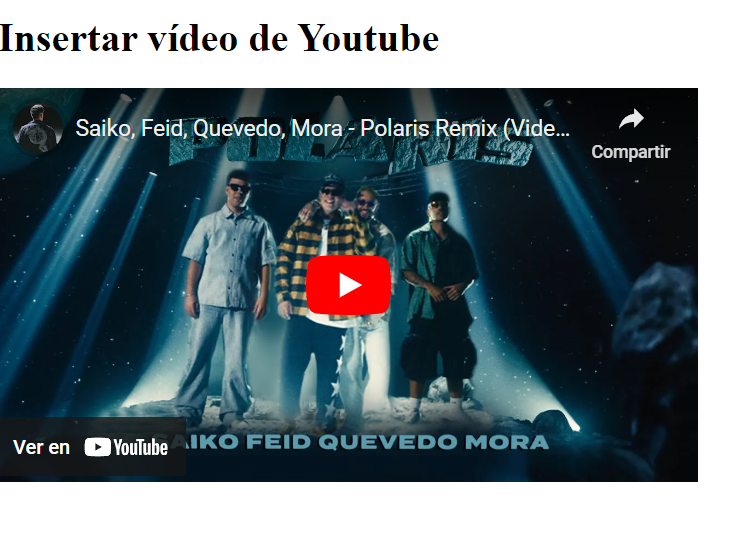 Insertar vídeo de Youtube
Saiko, Feid, Quevedo, Mora - Polaris Remix (Vide...
Compartir
POLARIS
SAIKO FEID QUEVEDO MORA
Ver en YouTube